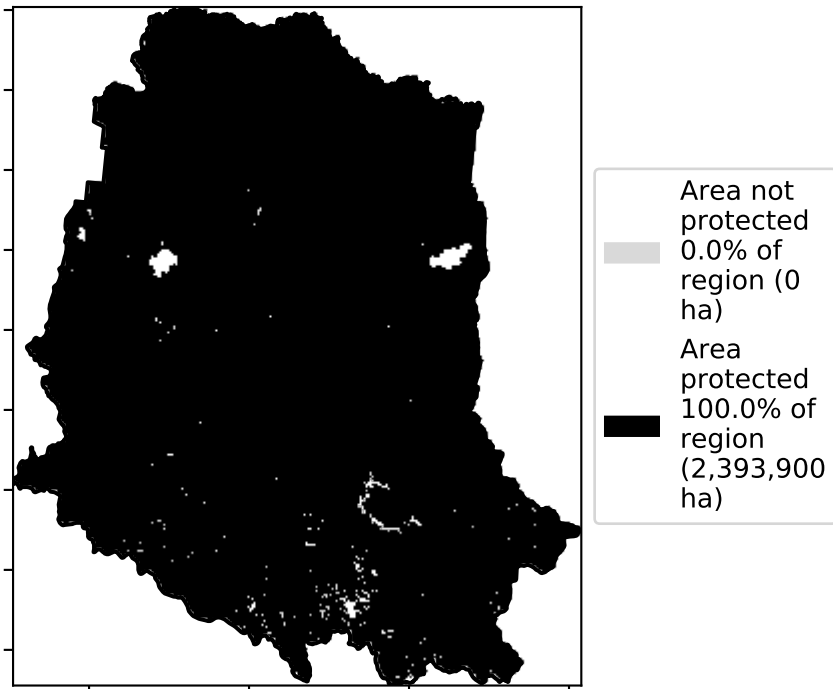 Area not
protected
0.0% of
region (0
ha)
Area
protected
100.0% of
region
(2,393,900
ha)